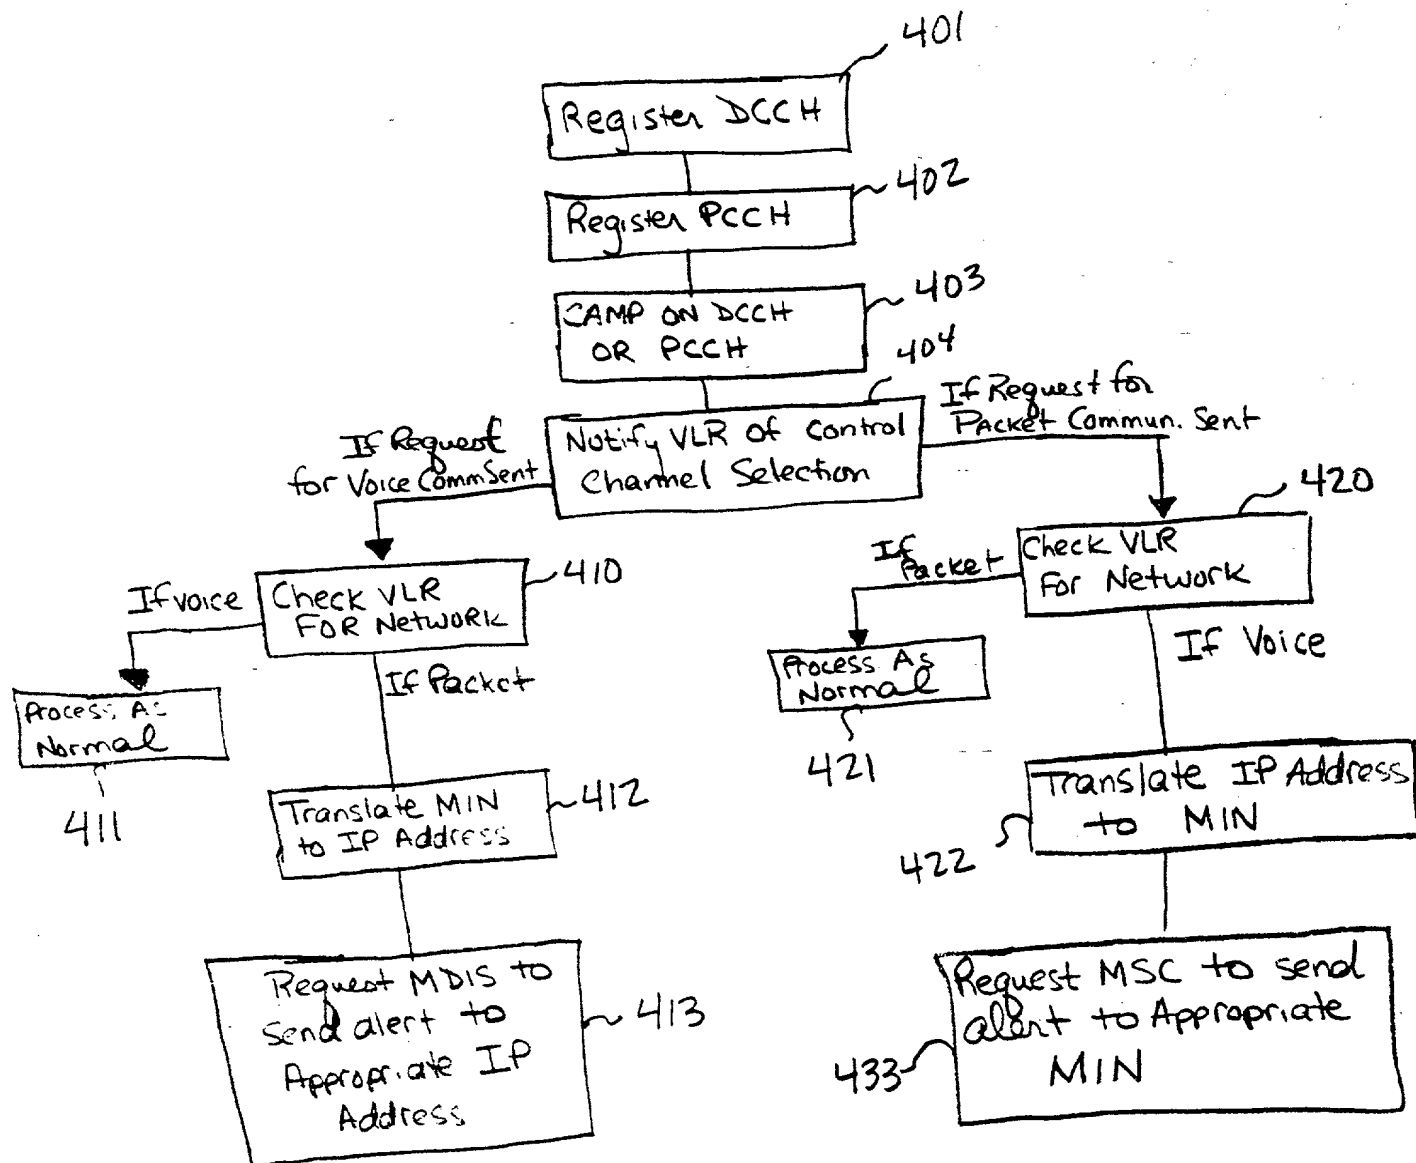 401
Register DCCH
402
Register PCCH
403
CAMP ON DCCH
OR PCCH
404
If Request for
Packet Commun. Sent
If Request
for Voice Comm Sent
Notify VLR of Control
Channel Selection
420
If
Packet
Check VLR
For Network
410
If voice
Check VLR
FOR NETWORK
If Voice
If Packet
Process As
Normal
421
Process As
Normal
411
Translate MIN
to IP Address
412
Translate IP Address
to MIN
422
Request MDIS to
send alert to
Appropriate IP
Address
413
Request MSC to send
alert to Appropriate
MIN
433